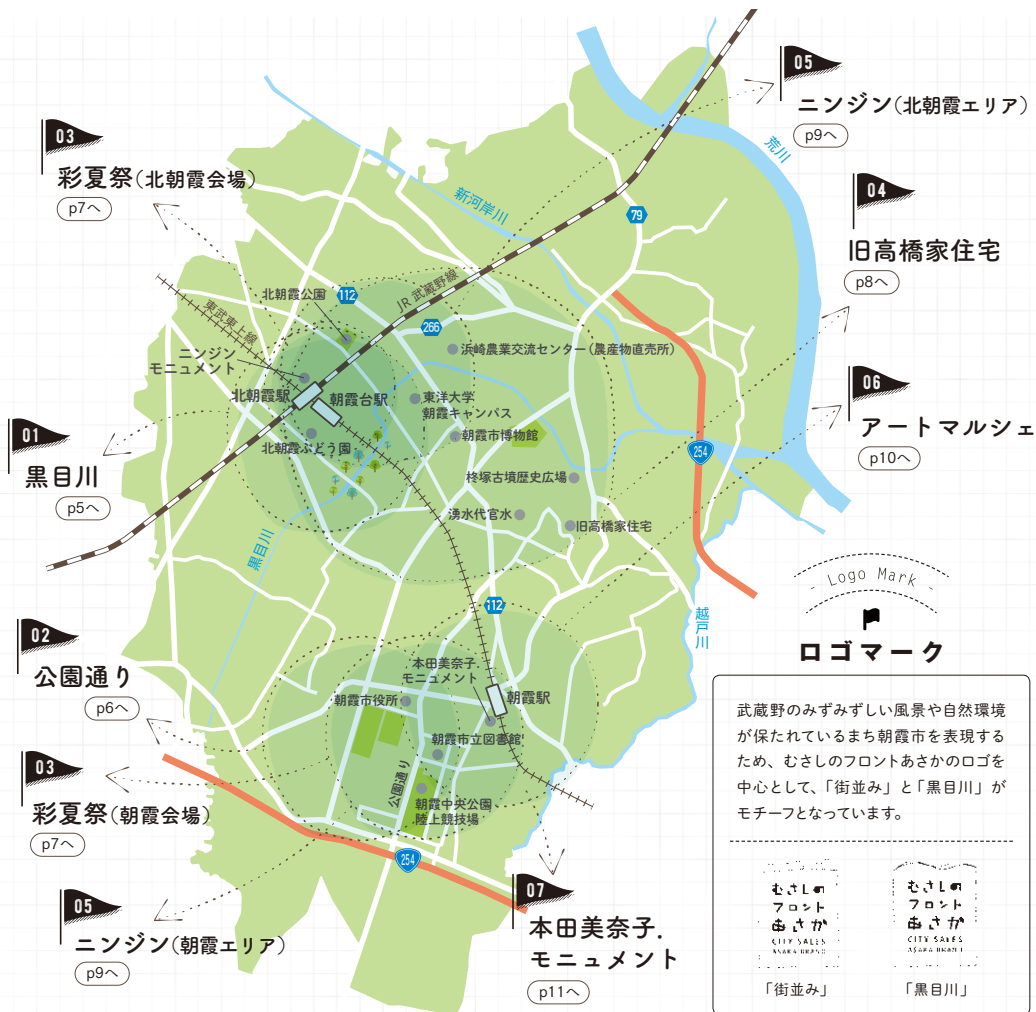 05
ニンジン(北朝霞エリア)
p9へ
03
彩夏祭(北朝霞会場)
p7へ
荒川
04
旧高橋家住宅
p8へ
新河岸川
79
JR 武蔵野線
東武東上線
北朝霞公園
112
266
浜崎農業交流センター(農産物直売所)
ニンジン
モニュメント
北朝霞駅
朝霞台駅
東洋大学
朝霞キャンパス
06
アートマルシェ
p10へ
01
黒目川
p5へ
北朝霞ぶどう園
朝霞市博物館
254
柊塚古墳歴史広場
湧水代官水
旧高橋家住宅
黒目川
112
越戸川
Logo Mark
ロゴマーク
02
公園通り
p6へ
本田美奈子.
モニュメント
朝霞駅
朝霞市役所
朝霞市立図書館
公園通り
朝霞中央公園
陸上競技場
03
彩夏祭(朝霞会場)
p7へ
254
05
ニンジン(朝霞エリア)
p9へ
07
本田美奈子.
モニュメント
p11へ
武蔵野のみずみずしい風景や自然環境
が保たれているまち朝霞市を表現する
ため、むさしのフロントあさかのロゴを
中心として、「街並み」と「黒目川」が
モチーフとなっています。
むさしの
フロント
あさか
CITY SALES
ASAKA BRAND
「街並み」
むさしの
フロント
あさか
CITY SALES
ASAKA BRAND
「黒目川」